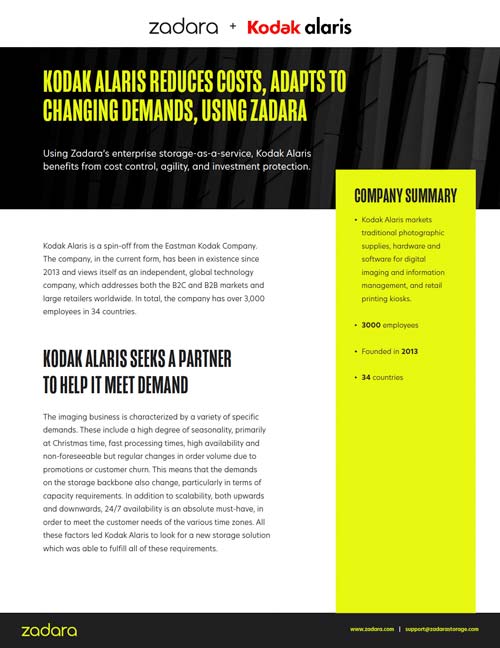 zadara + Kodak alaris
KODAK ALARIS REDUCES COSTS, ADAPTS TO
CHANGING DEMANDS, USING ZADARA
Using Zadara's enterprise storage-as-a-service, Kodak Alaris
benefits from cost control, agility, and investment protection.
Kodak Alaris is a spin-off from the Eastman Kodak Company.
The company, in the current form, has been in existence since
2013 and views itself as an independent, global technology
company, which addresses both the B2C and B2B markets and
large retailers worldwide. In total, the company has over 3,000
employees in 34 countries.
KODAK ALARIS SEEKS A PARTNER
TO HELP IT MEET DEMAND
The imaging business is characterized by a variety of specific
demands. These include a high degree of seasonality, primarily
at Christmas time, fast processing times, high availability and
non-foreseeable but regular changes in order volume due to
promotions or customer churn. This means that the demands
on the storage backbone also change, particularly in terms of
capacity requirements. In addition to scalability, both upwards
and downwards, 24/7 availability is an absolute must-have, in
order to meet the customer needs of the various time zones. All
these factors led Kodak Alaris to look for a new storage solution
which was able to fulfill all of these requirements.
COMPANY SUMMARY
• Kodak Alaris markets
traditional photographic
supplies, hardware and
software for digital
imaging and information
management, and retail
printing kiosks.
• 3000 employees
• Founded in 2013
• 34 countries
zadara
www.zadara.com | support@zadarastorage.com